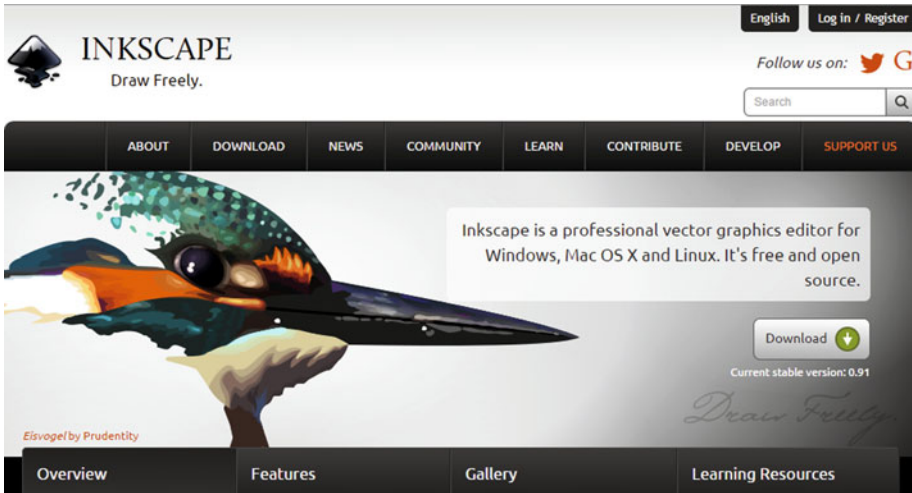 English
Log in / Register
INKSCAPE
Draw Freely.
Follow us on:
Search
ABOUT DOWNLOAD NEWS COMMUNITY LEARN CONTRIBUTE DEVELOP SUPPORT US
Inkscape is a professional vector graphics editor for
Windows, Mac OS X and Linux. It's free and open
source.
Download
Current stable version: 0.91
Draw Freely.
Eisvogel by Prudentity
Overview Features Gallery Learning Resources